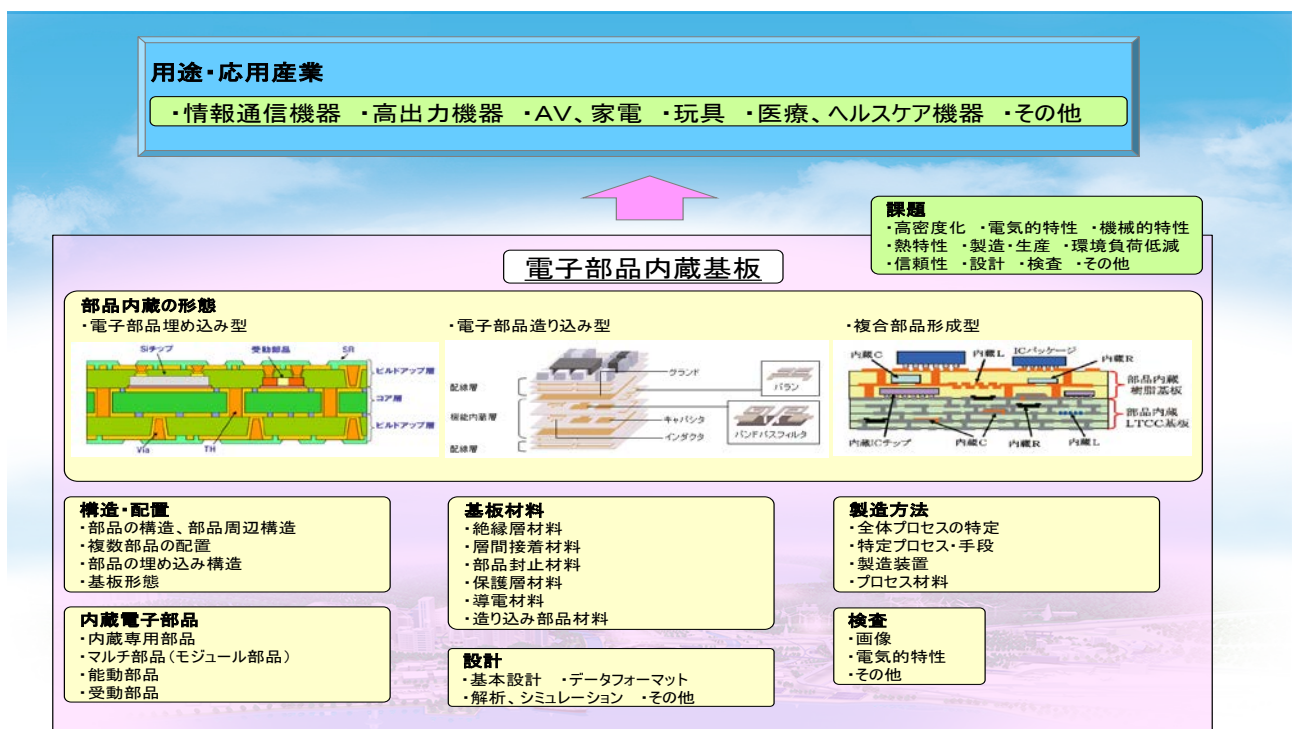 用途・応用産業
・情報通信機器 ・高出力機器 ・AV、家電 ・玩具 ・医療、ヘルスケア機器 ・その他
課題
・高密度化 ・電気的特性 ・機械的特性
・熱特性 ・製造・生産 ・環境負荷低減
・信頼性 ・設計 ・検査 ・その他
電子部品内蔵基板
部品内蔵の形態
・電子部品埋め込み型
Siチップ 受動部品 SR
ビルドアップ層
コア層
ビルドアップ層
Via TH
・電子部品造り込み型
グランド
配線層
バラン
機能内蔵層
キャパシタ
インダクタ
バンドパスフィルタ
配線層
・複合部品形成型
内蔵C 内蔵L ICパッケージ 内蔵R
部品内蔵
樹脂基板
部品内蔵
LTCC基板
内蔵ICチップ 内蔵C 内蔵R 内蔵L
構造・配置
・部品の構造、部品周辺構造
・複数部品の配置
・部品の埋め込み構造
・基板形態
内蔵電子部品
・内蔵専用部品
・マルチ部品(モジュール部品)
・能動部品
・受動部品
基板材料
・絶縁層材料
・層間接着材料
・部品封止材料
・保護層材料
・導電材料
・造り込み部品材料
設計
・基本設計 ・データフォーマット
・解析、シミュレーション ・その他
製造方法
・全体プロセスの特定
・特定プロセス・手段
・製造装置
・プロセス材料
検査
・画像
・電気的特性
・その他